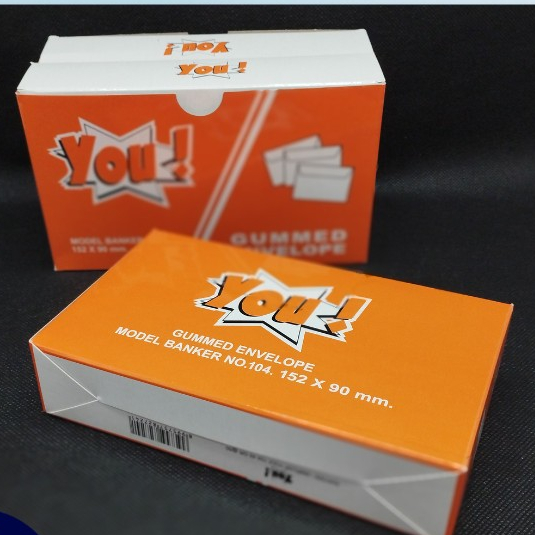 You!
You!
You!
MODEL BANKER
152 X 90 mm.
GUMMED
ENVELOPE
You!
GUMMED ENVELOPE
MODEL BANKER NO.104. 152 X 90 mm.
You!